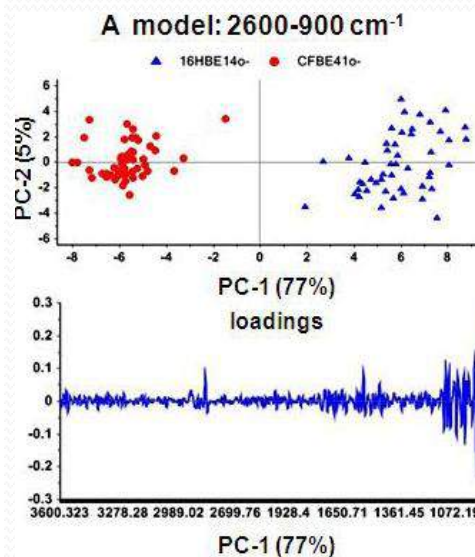 A model: 2600-900 cm⁻¹
16HBE14o- CFBE41o-
PC-2 (5%)
6
4
2
0
-2
-4
-6
-8 -6 -4 -2 0 2 4 6 8
PC-1 (77%)
loadings
0.3
0.2
0.1
0
-0.1
-0.2
-0.3
3600.323 3278.28 2989.02 2699.76 1928.4 1650.71 1361.45 1072.19
PC-1 (77%)